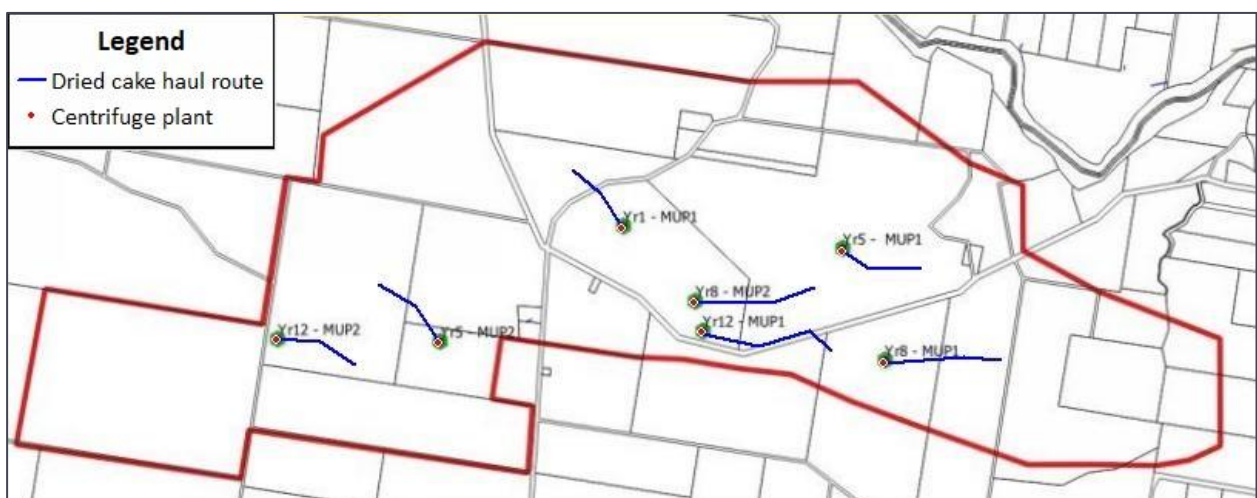 Legend
Dried cake haul route
Centrifuge plant
Yr1 - MUP1
Yr5 - MUP1
Yr8 - MUP2
Yr12 - MUP1
Yr12 - MUP2
Yr5 - MUP2
Yr8 - MUP1